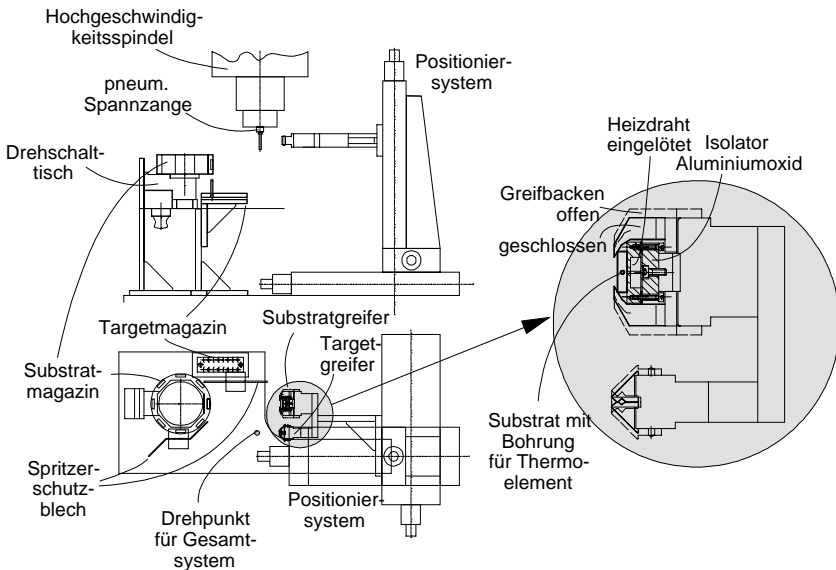 Hochgeschwindig-
keitsspindel
pneum.
Spannzange
Drehschalt-
tisch
Positionier-
system
Heizdraht
eingelötet
Isolator
Aluminiumoxid
Greifbacken
offen
geschlossen
Targetmagazin
Substratgreifer
Target-
greifer
Substrat-
magazin
Substrat mit
Bohrung
für Thermo-
element
Spritzer-
schutz-
blech
Drehpunkt
für Gesamt-
system
Positionier-
system